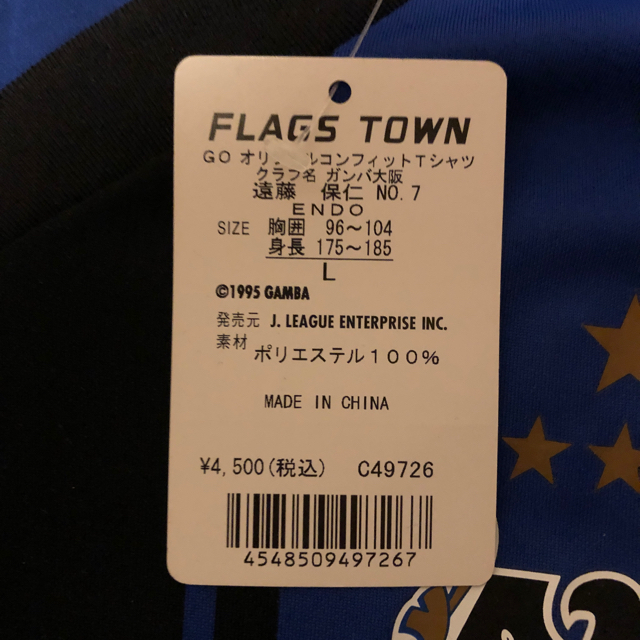 FLAGS TOWN
GO オリ ルコンフィットTシャツ
クラブ名 ガンバ大阪
遠藤 保仁 NO.7
ENDO
SIZE 胸囲 96～104
身長 175～185
L
©1995 GAMBA
発売元 J. LEAGUE ENTERPRISE INC.
素材 ポリエステル100%
MADE IN CHINA
¥4,500(税込) C49726
4548509497267